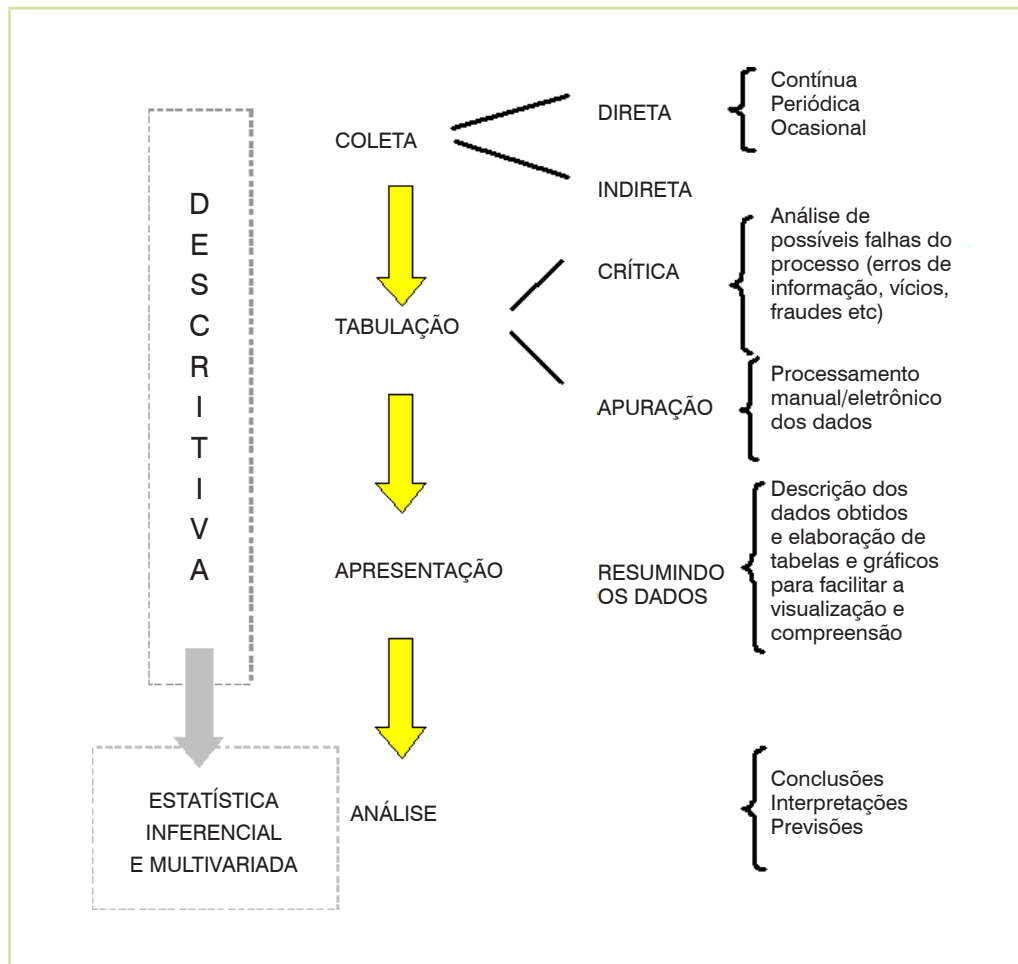 DESCRITIVA
COLETA
DIRETA
Contínua
Periódica
Ocasional
INDIRETA
TABULAÇÃO
CRÍTICA
Análise de
possíveis falhas do
processo (erros de
informação, vícios,
fraudes etc)
APURAÇÃO
Processamento
manual/eletrônico
dos dados
APRESENTAÇÃO
RESUMINDO
OS DADOS
Descrição dos
dados obtidos
e elaboração de
tabelas e gráficos
para facilitar a
visualização e
compreensão
ESTATÍSTICA
INFERENCIAL
E MULTIVARIADA
ANÁLISE
Conclusões
Interpretações
Previsões